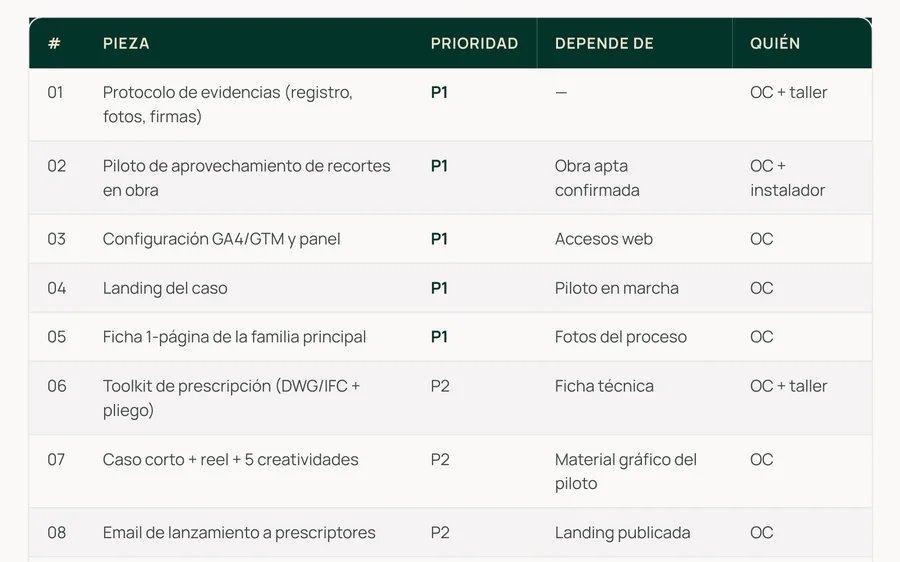 # PIEZA PRIORIDAD DEPENDE DE QUIÉN
01 Protocolo de evidencias (registro, P1 — OC + taller
fotos, firmas)
02 Piloto de aprovechamiento de recortes P1 Obra apta OC +
en obra confirmada instalador
03 Configuración GA4/GTM y panel P1 Accesos web OC
04 Landing del caso P1 Piloto en marcha OC
05 Ficha 1-página de la familia principal P1 Fotos del proceso OC
06 Toolkit de prescripción (DWG/IFC + P2 Ficha técnica OC + taller
pliego)
07 Caso corto + reel + 5 creatividades P2 Material gráfico del OC
piloto
08 Email de lanzamiento a prescriptores P2 Landing publicada OC